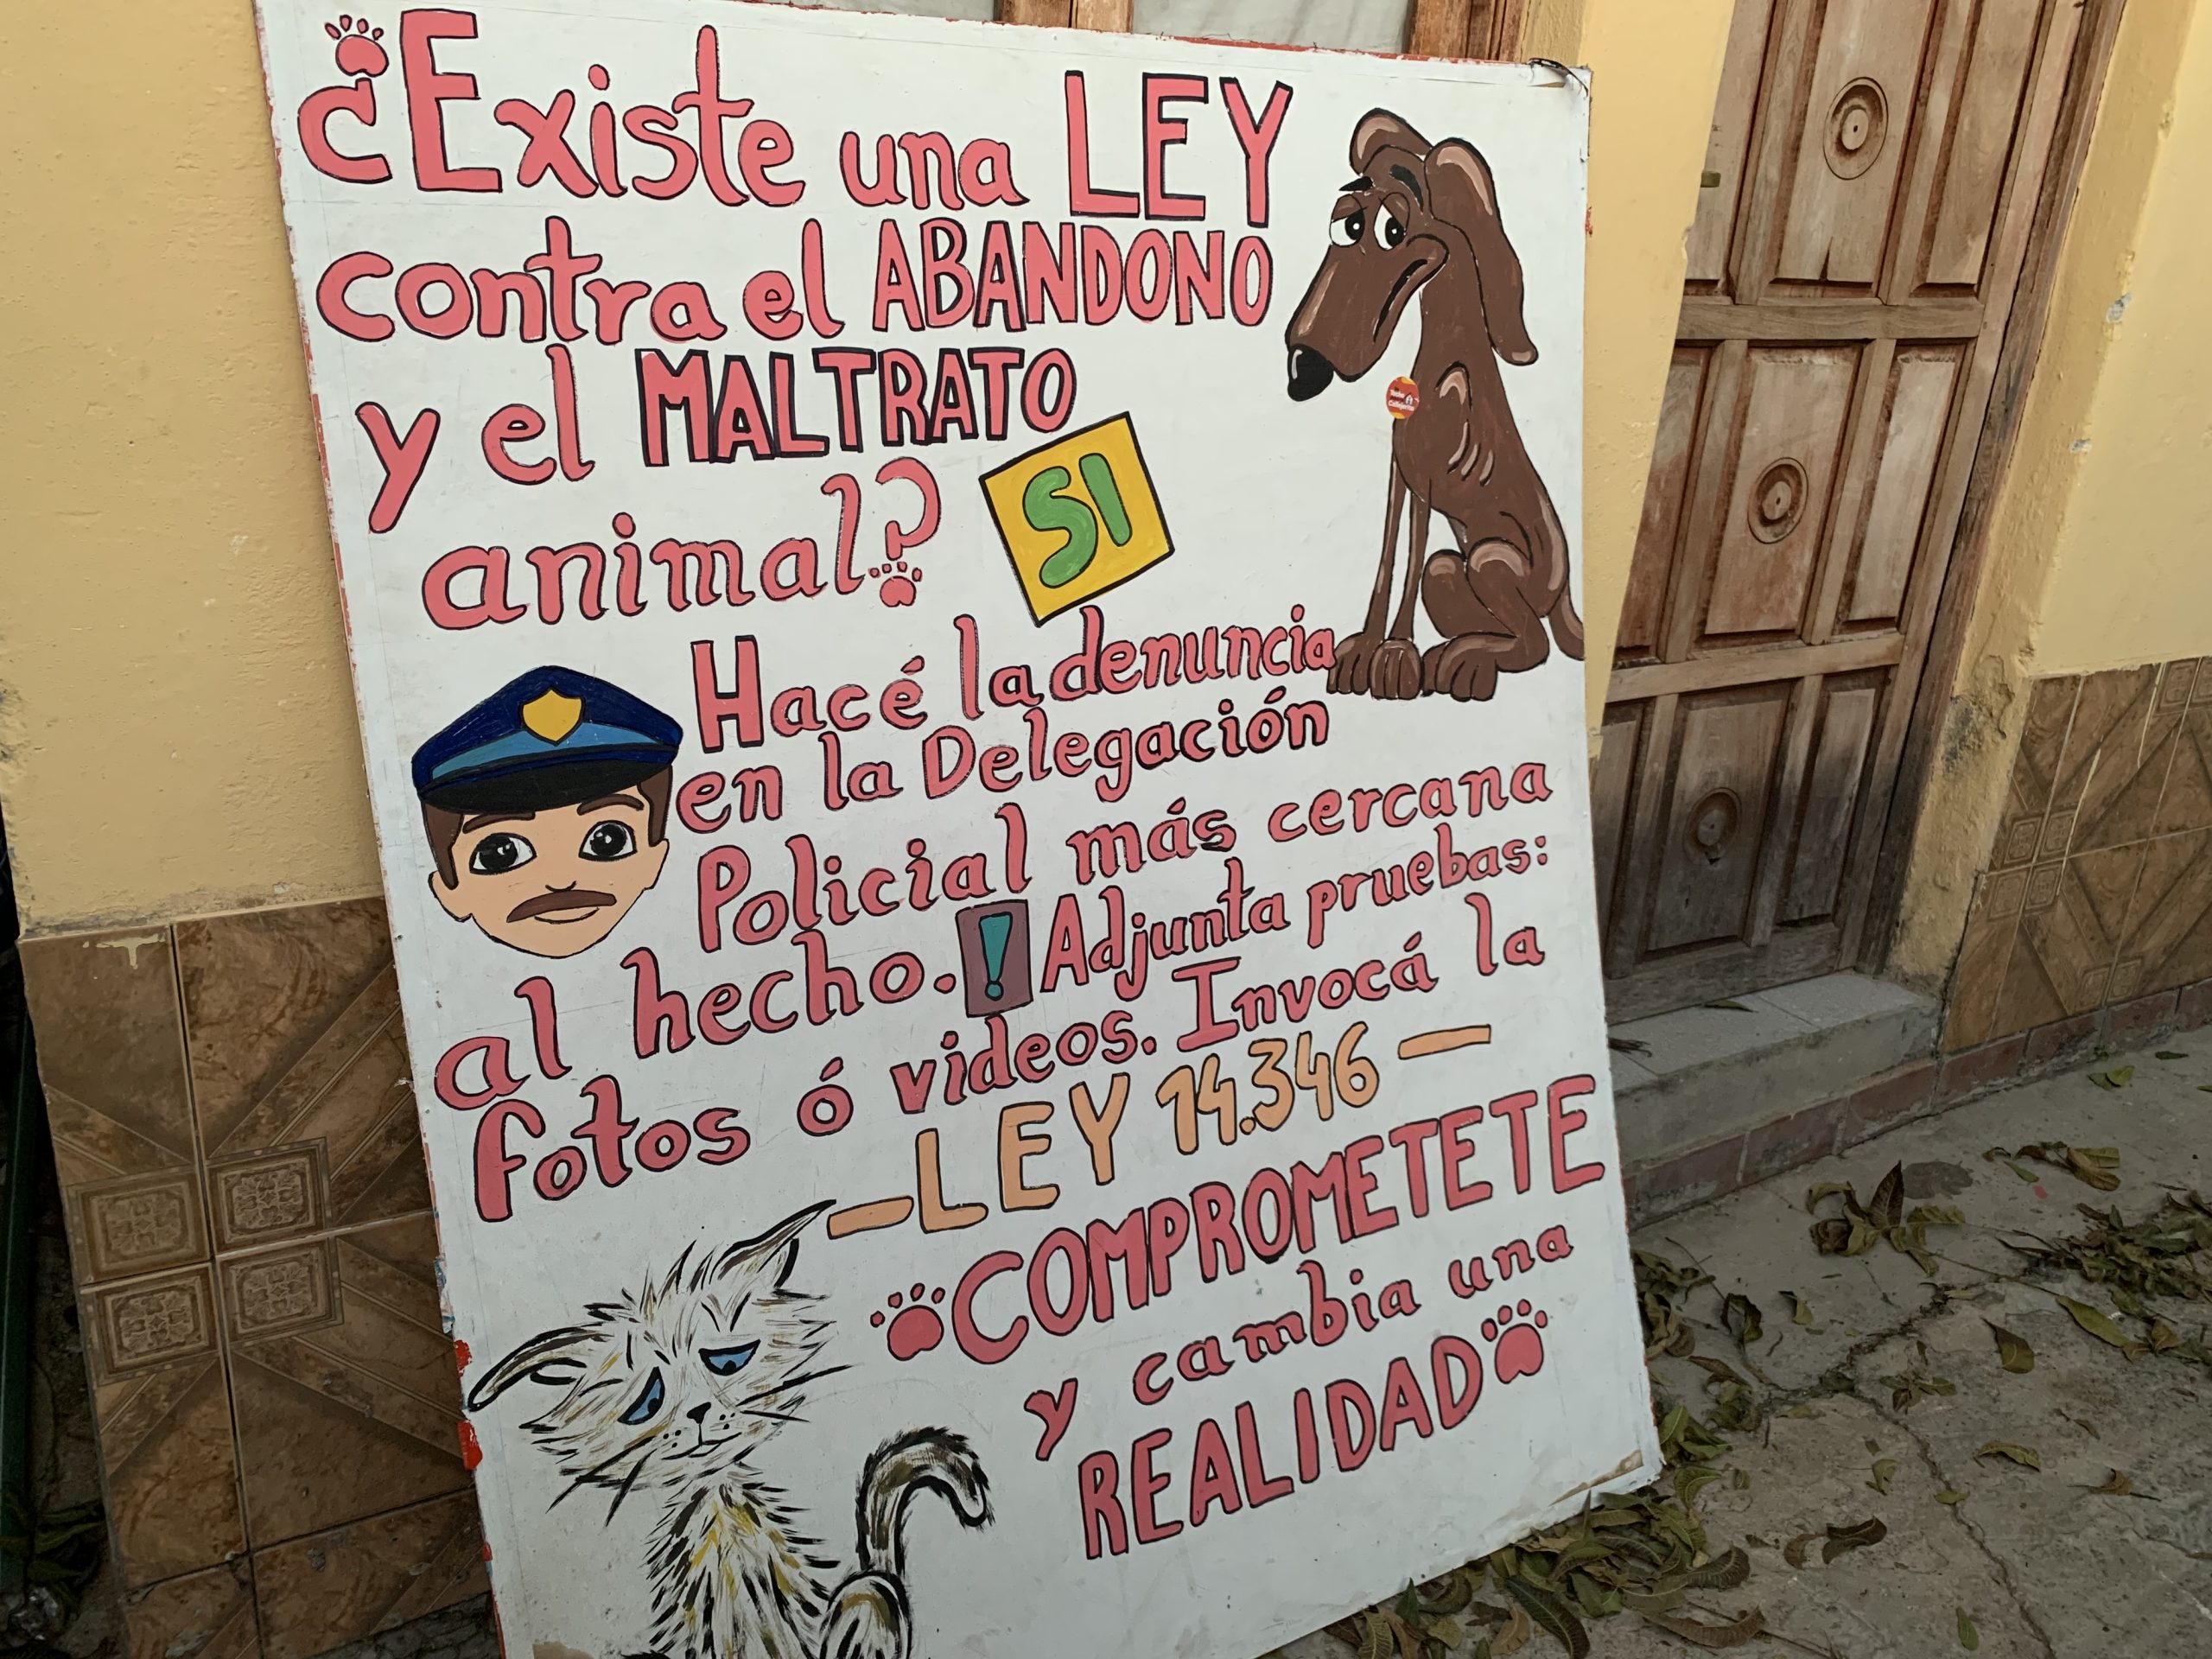 ¿Existe una LEY
contra el ABANDONO
y el MALTRATO
animal?
SI
Hacé la denuncia
en la Delegación
Policial más cercana
al hecho. ! Adjunta pruebas:
fotos ó videos. Invocá la
— LEY 14.346 —
COMPROMETETE
y cambia una
REALIDAD